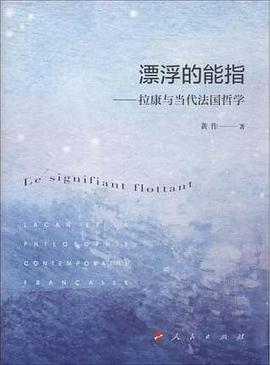 漂浮的能指
——拉康与当代法国哲学
黄作——著
Le signifiant flottant
LACAN ET LA
PHILOSOPHIE
CONTEMPORAINE
FRANÇAISE
人民出版社